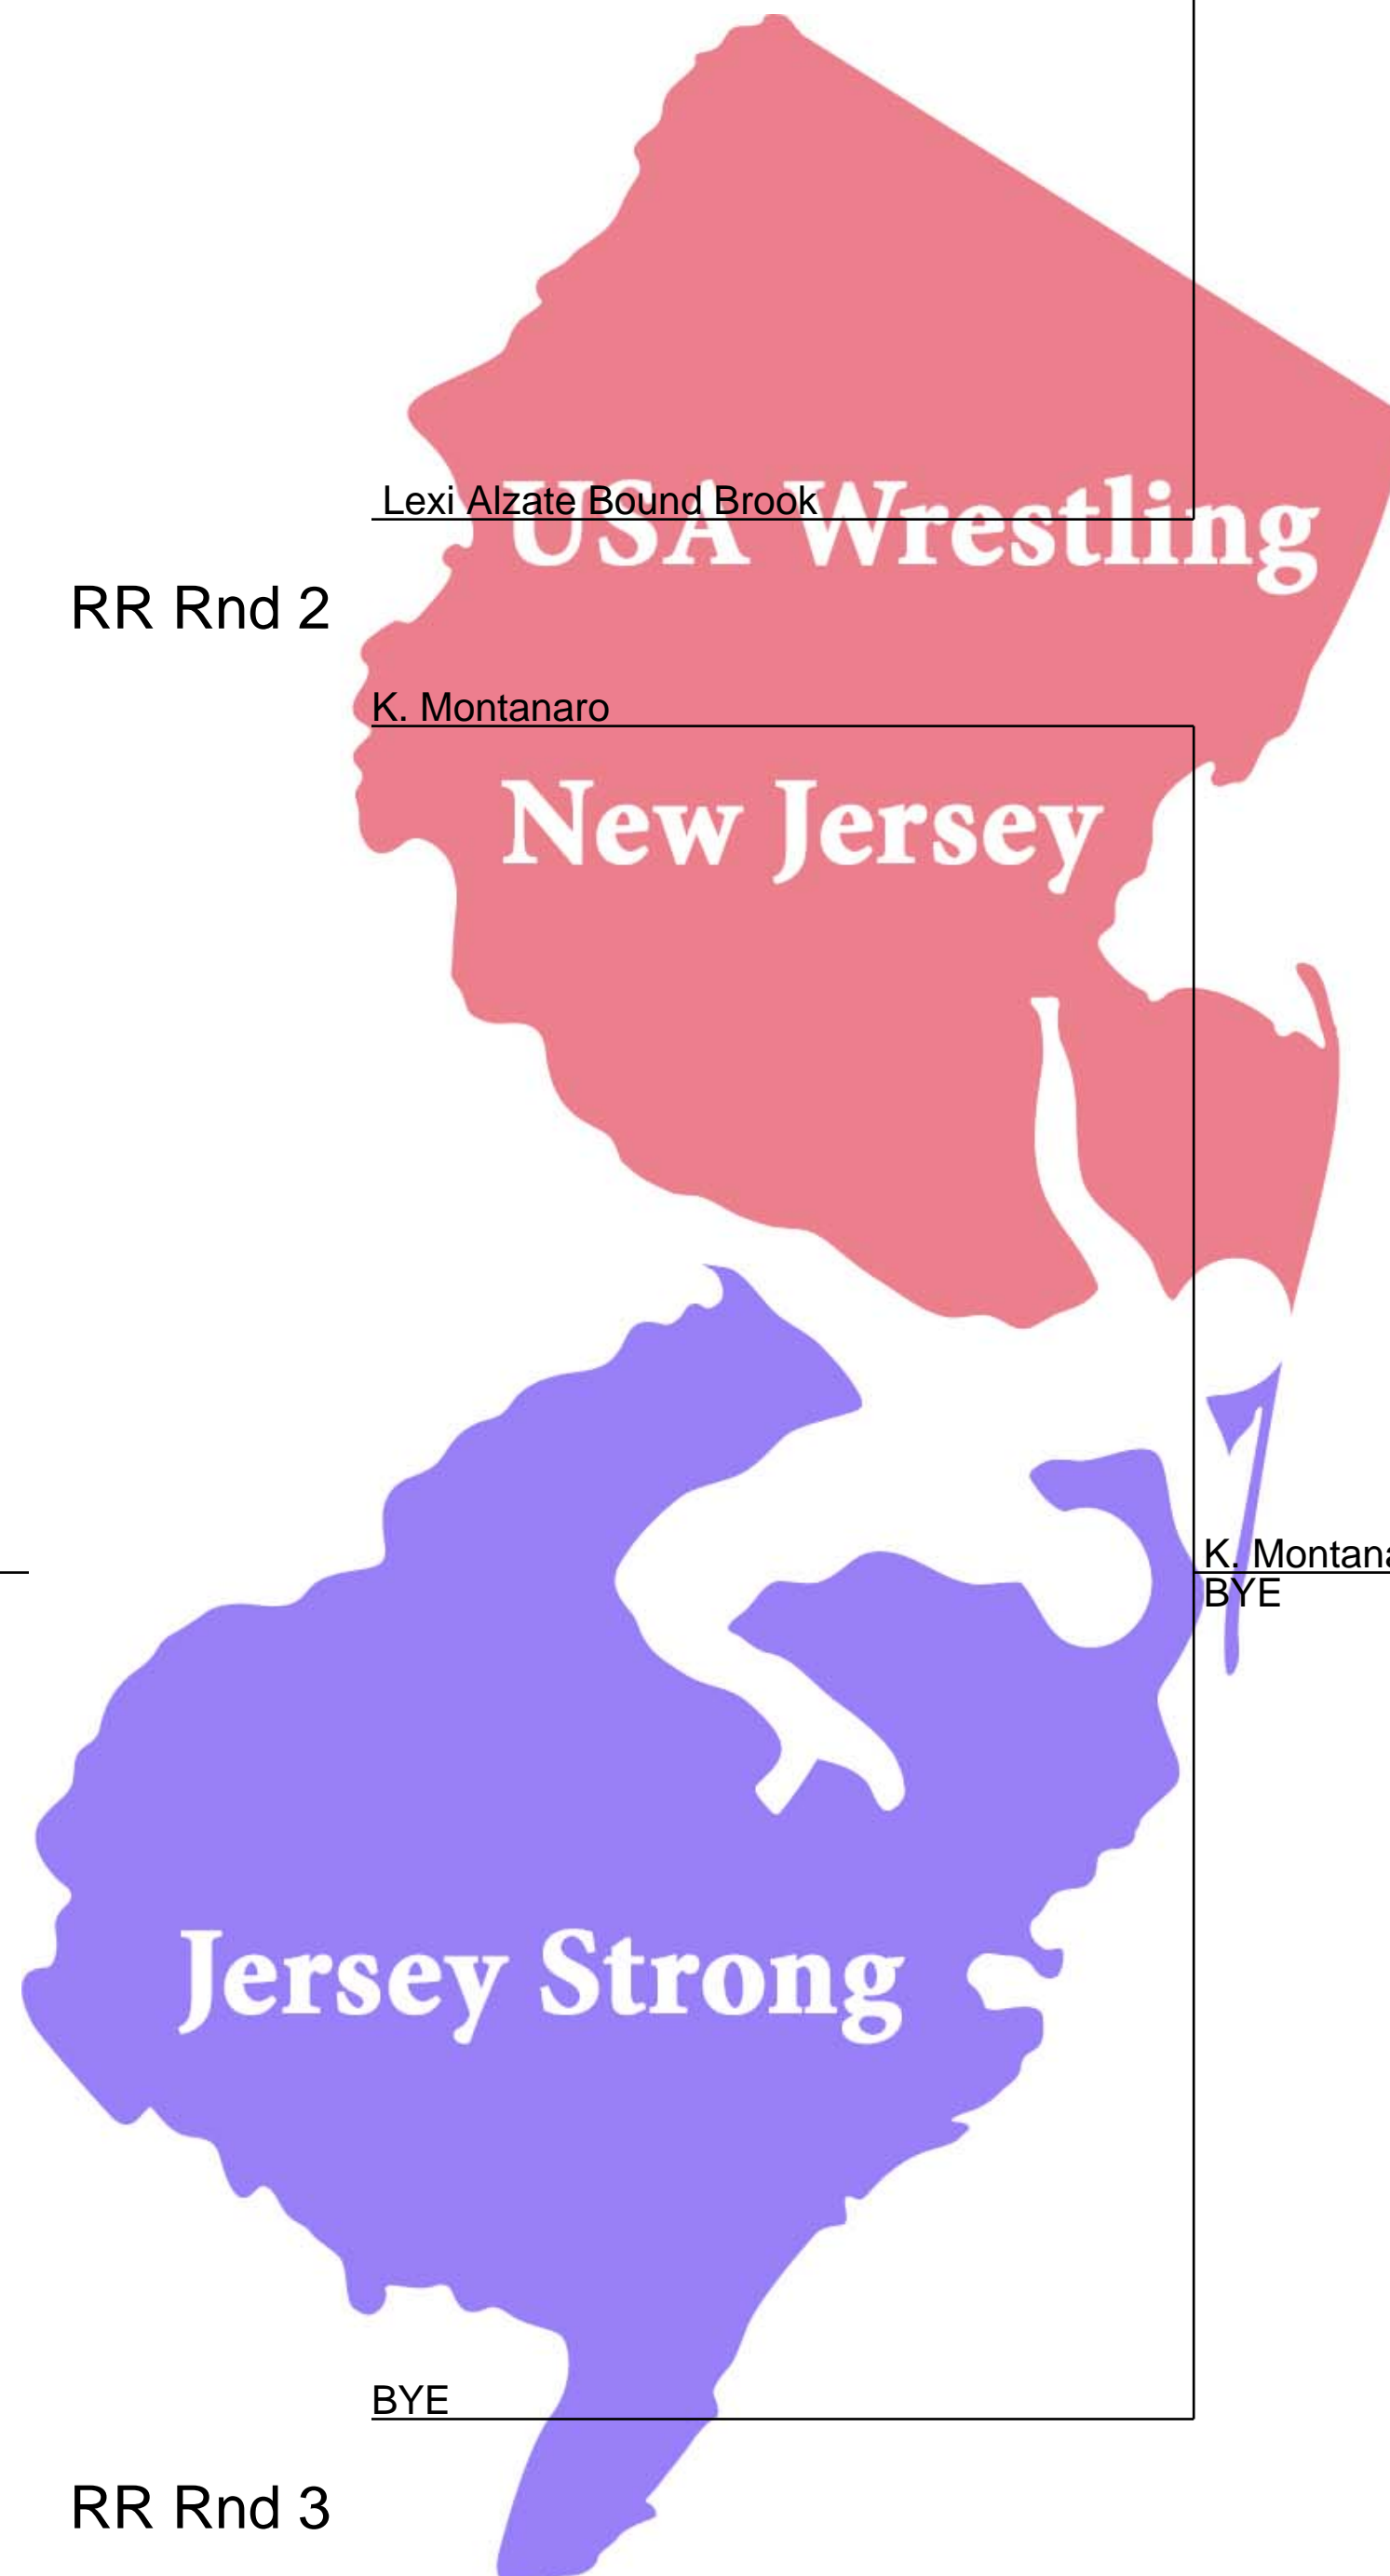 Lexi Alzate Bound Brook
USA Wrestling
RR Rnd 2
K. Montanaro
New Jersey
K. Montana
BYE
Jersey Strong
BYE
RR Rnd 3